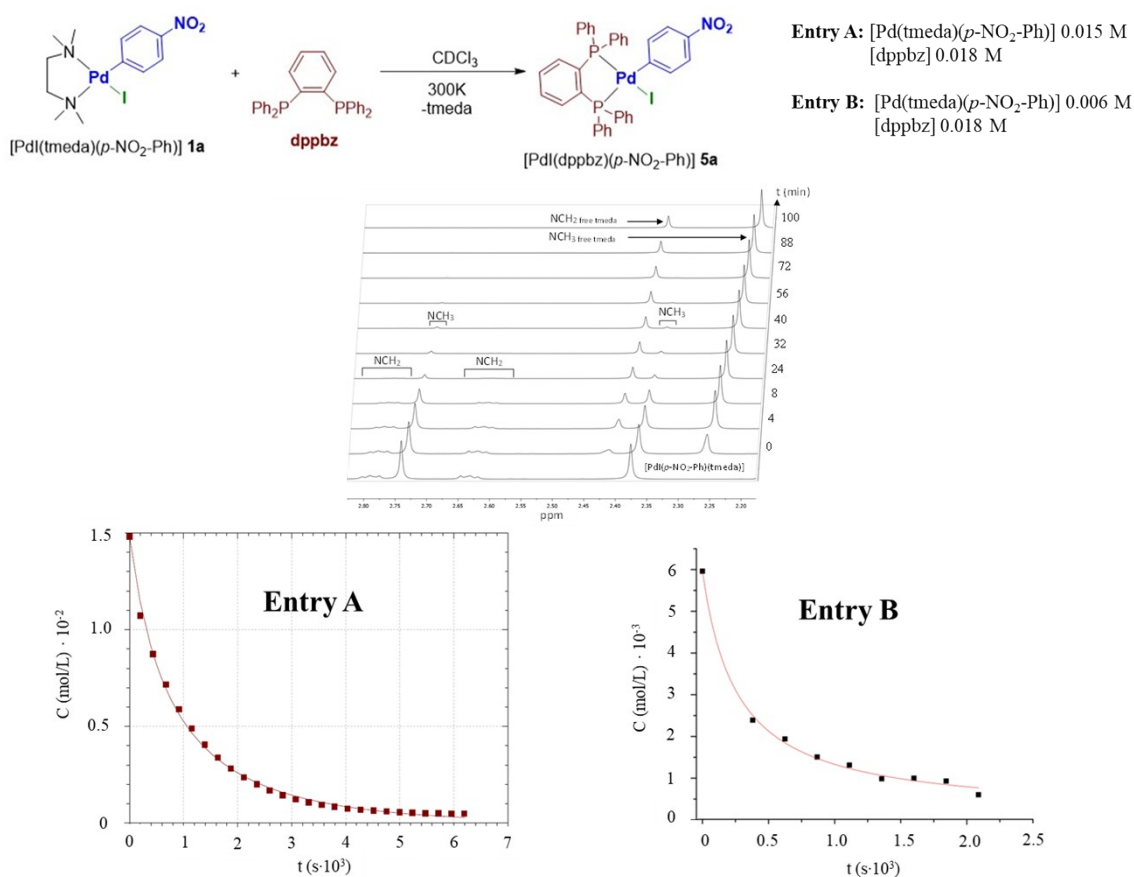 NO₂
N
N
Pd
I
[PdI(tmeda)(p-NO₂-Ph)] 1a
+
Ph₂P
PPh₂
dppbz
CDCl₃
300K
-tmeda
Ph
Ph
P
NO₂
Pd
P
I
Ph
Ph
[PdI(dppbz)(p-NO₂-Ph)] 5a
Entry A: [Pd(tmeda)(p-NO₂-Ph)] 0.015 M
[dppbz] 0.018 M
Entry B: [Pd(tmeda)(p-NO₂-Ph)] 0.006 M
[dppbz] 0.018 M
t (min)
NCH₂ free tmeda
100
NCH₃ free tmeda
88
72
56
NCH₃
NCH₃
40
32
NCH₂
NCH₂
24
8
4
0
[PdI(p-NO₂-Ph)(tmeda)]
2.80 2.75 2.70 2.65 2.60 2.55 2.50 2.45 2.40 2.35 2.30 2.25 2.20
ppm
Entry A
C (mol/L) · 10⁻²
1.5
1.0
0.5
0
0 1 2 3 4 5 6 7
t (s·10³)
Entry B
C (mol/L) · 10⁻³
6
5
4
3
2
1
0
0 0.5 1.0 1.5 2.0 2.5
t (s·10³)